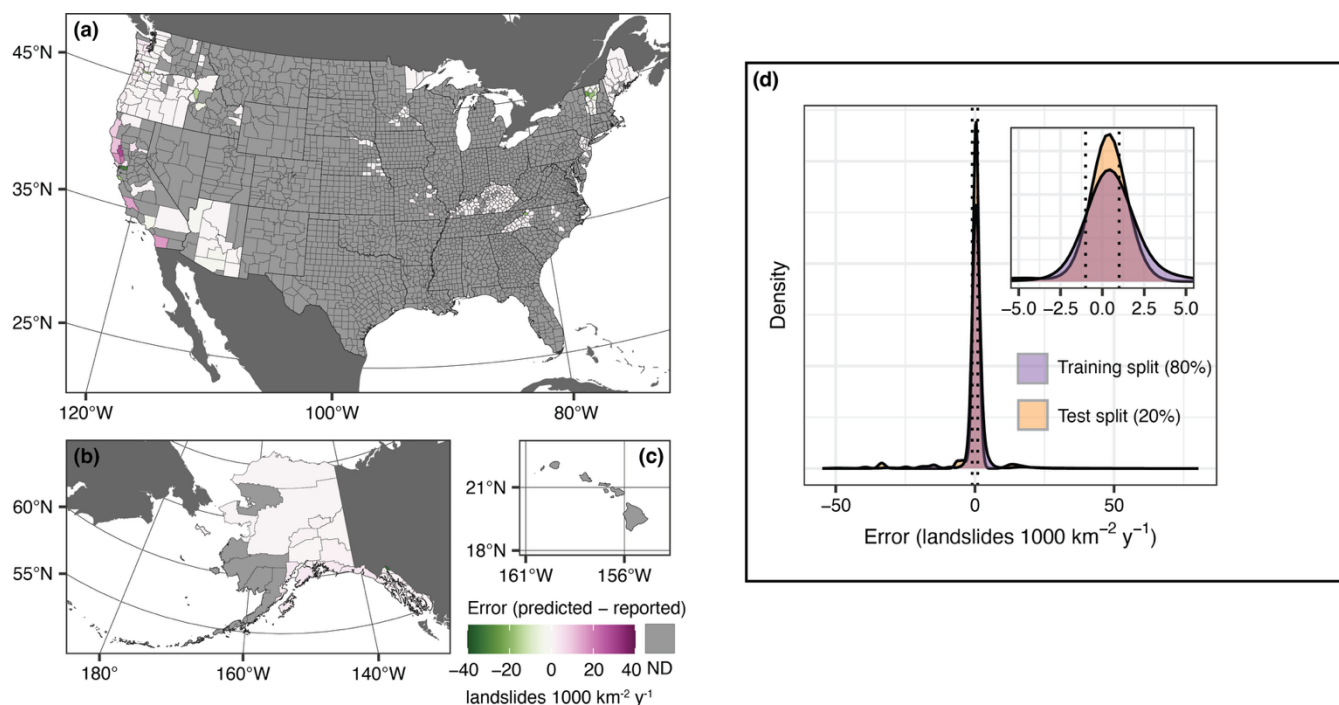 (a)
45°N
35°N
25°N
120°W 100°W 80°W
(b)
60°N
55°N
180° 160°W 140°W
(c)
21°N
18°N
161°W 156°W
Error (predicted − reported)
−40 −20 0 20 40 ND
landslides 1000 km⁻² y⁻¹
(d)
Density
−5.0 −2.5 0.0 2.5 5.0
Training split (80%)
Test split (20%)
−50 0 50
Error (landslides 1000 km⁻² y⁻¹)